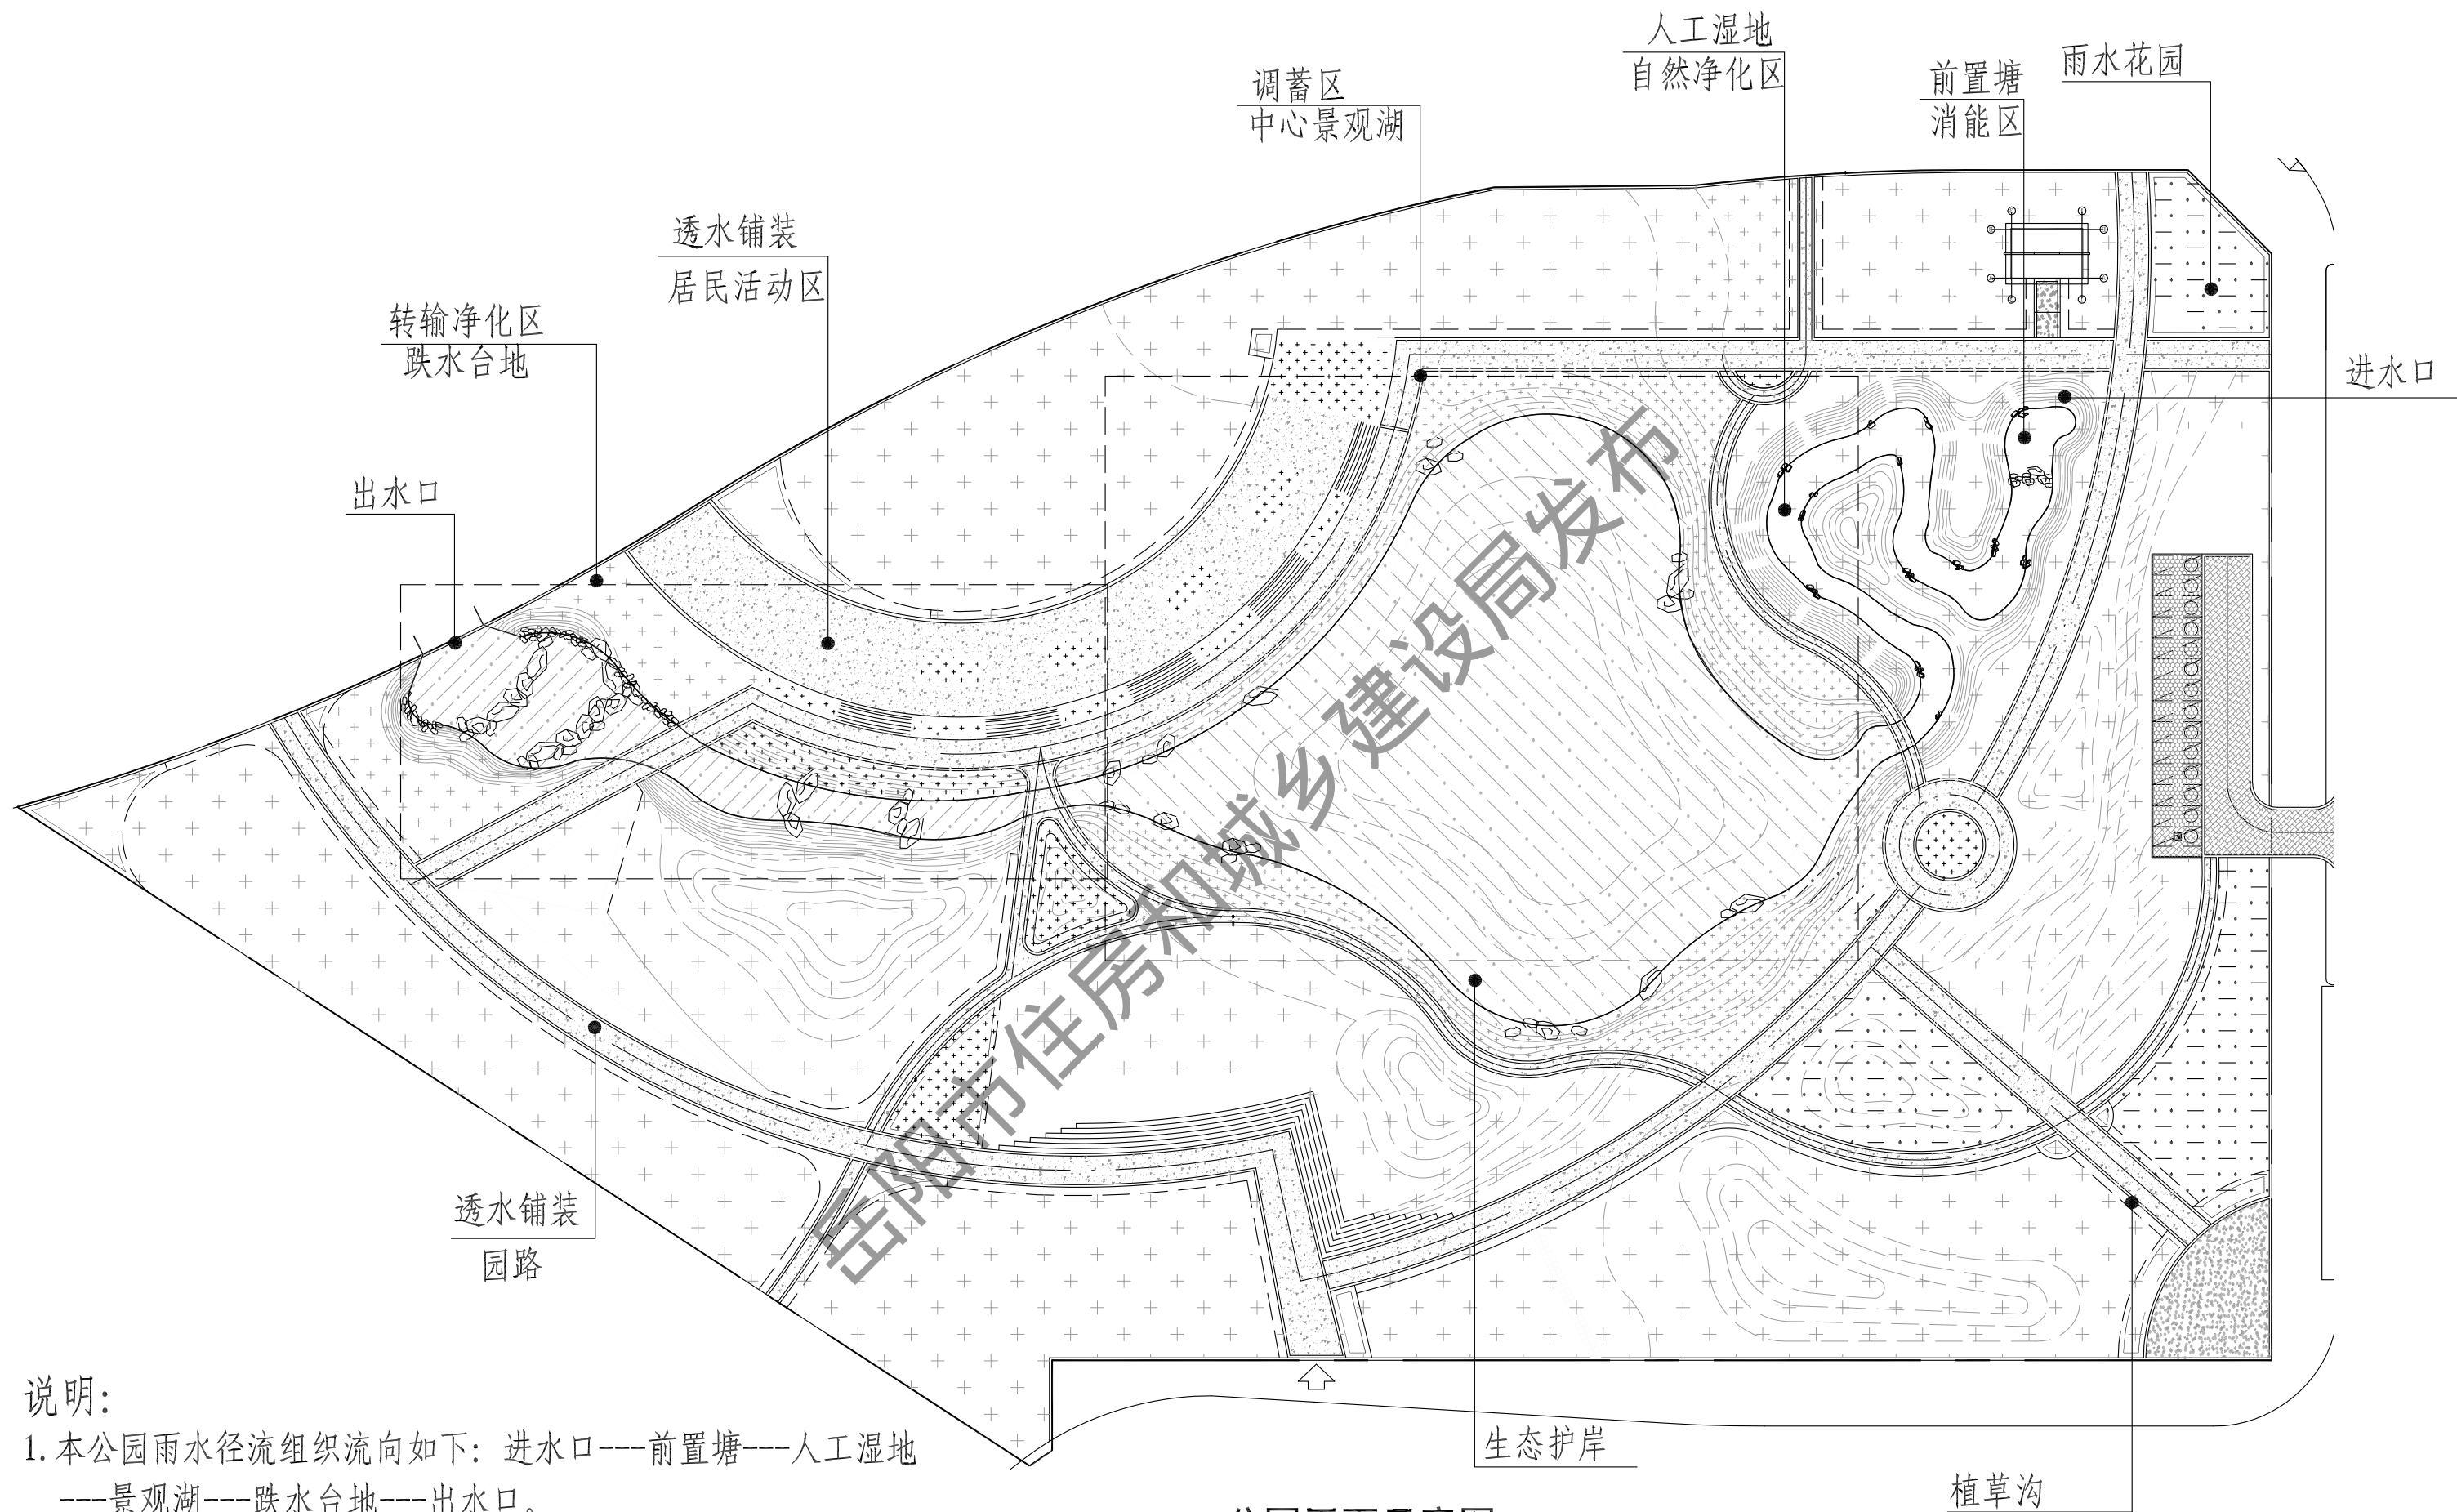 人工湿地
自然净化区
雨水花园
前置塘
消能区
调蓄区
中心景观湖
透水铺装
居民活动区
转输净化区
跌水台地
进水口
出水口
岳阳市住房和城乡建设局发布
透水铺装
园路
生态护岸
植草沟
说明:
1.本公园雨水径流组织流向如下: 进水口---前置塘---人工湿地
---景观湖---跌水台地---出水口。